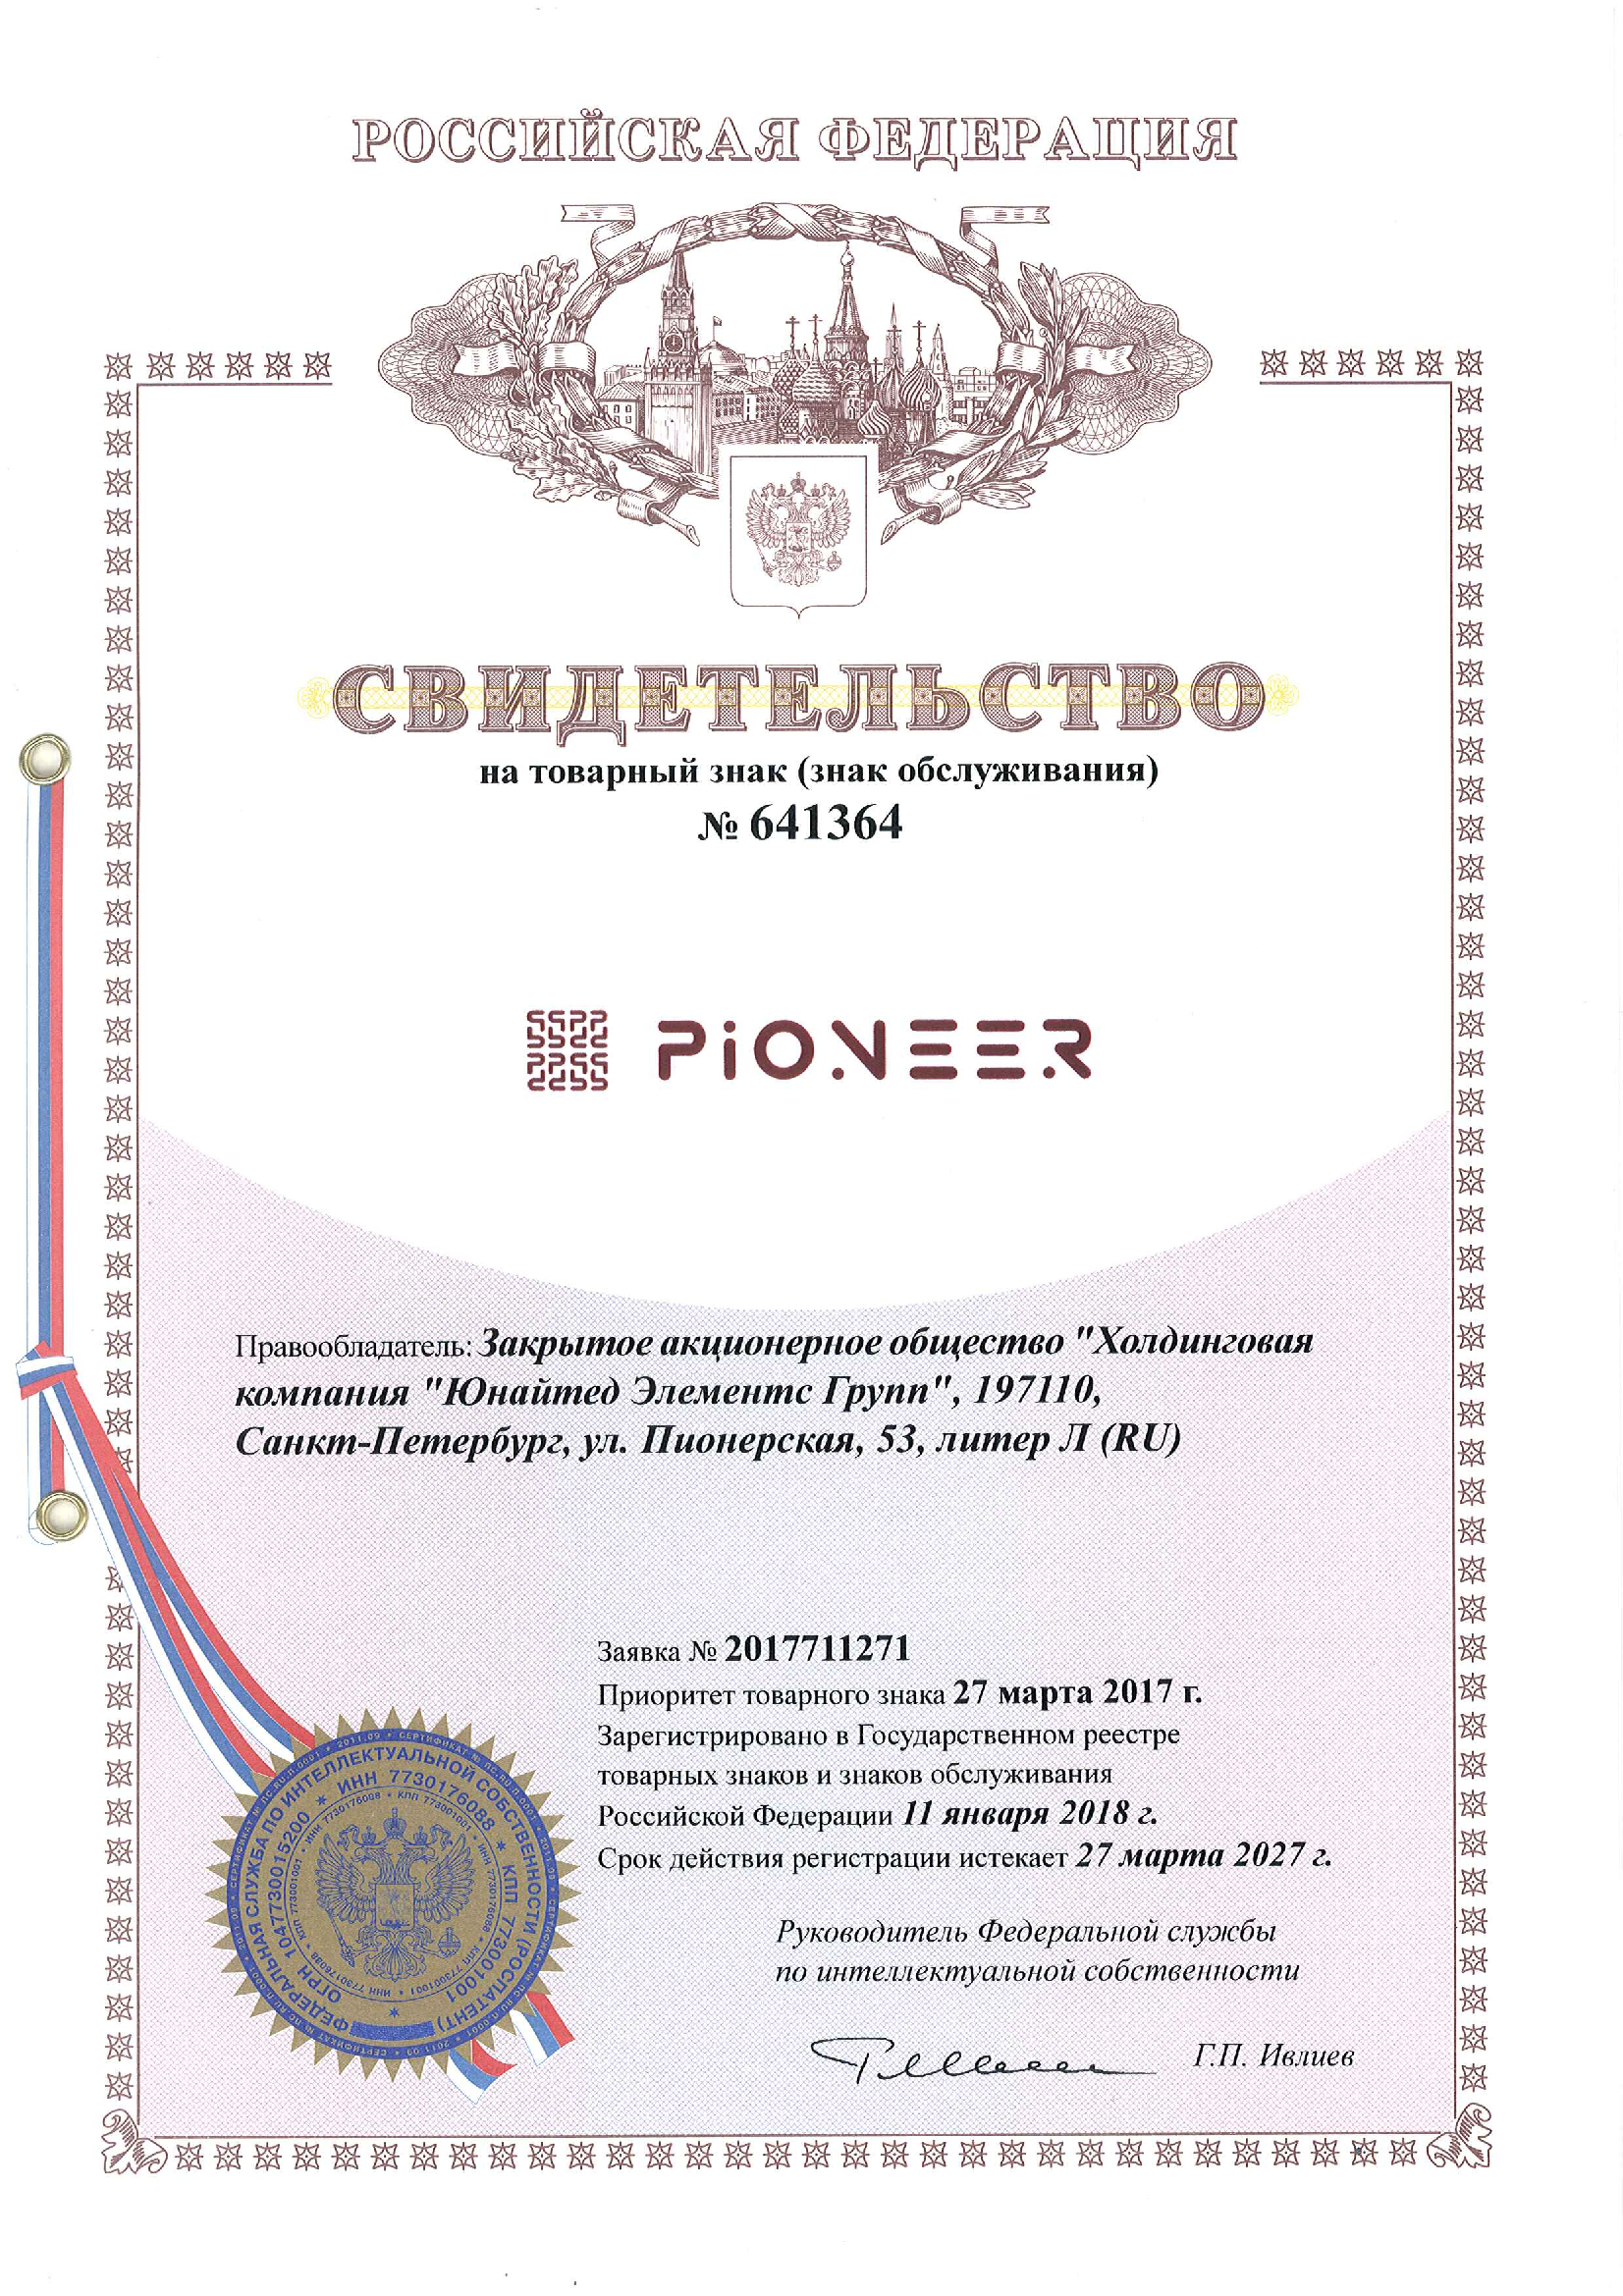 РОССИЙСКАЯ ФЕДЕРАЦИЯ
СВИДЕТЕЛЬСТВО
на товарный знак (знак обслуживания)
№ 641364
PiONEER
Правообладатель: Закрытое акционерное общество "Холдинговая
компания "Юнайтед Элементс Групп", 197110,
Санкт-Петербург, ул. Пионерская, 53, литер Л (RU)
Заявка № 2017711271
Приоритет товарного знака 27 марта 2017 г.
Зарегистрировано в Государственном реестре
товарных знаков и знаков обслуживания
Российской Федерации 11 января 2018 г.
Срок действия регистрации истекает 27 марта 2027 г.
Руководитель Федеральной службы
по интеллектуальной собственности
Г.П. Ивлиев
ФЕДЕРАЛЬНАЯ СЛУЖБА ПО ИНТЕЛЛЕКТУАЛЬНОЙ СОБСТВЕННОСТИ (РОСПАТЕНТ)
ОГРН 1047730015200 * ИНН 7730176088 * КПП 773001001 *